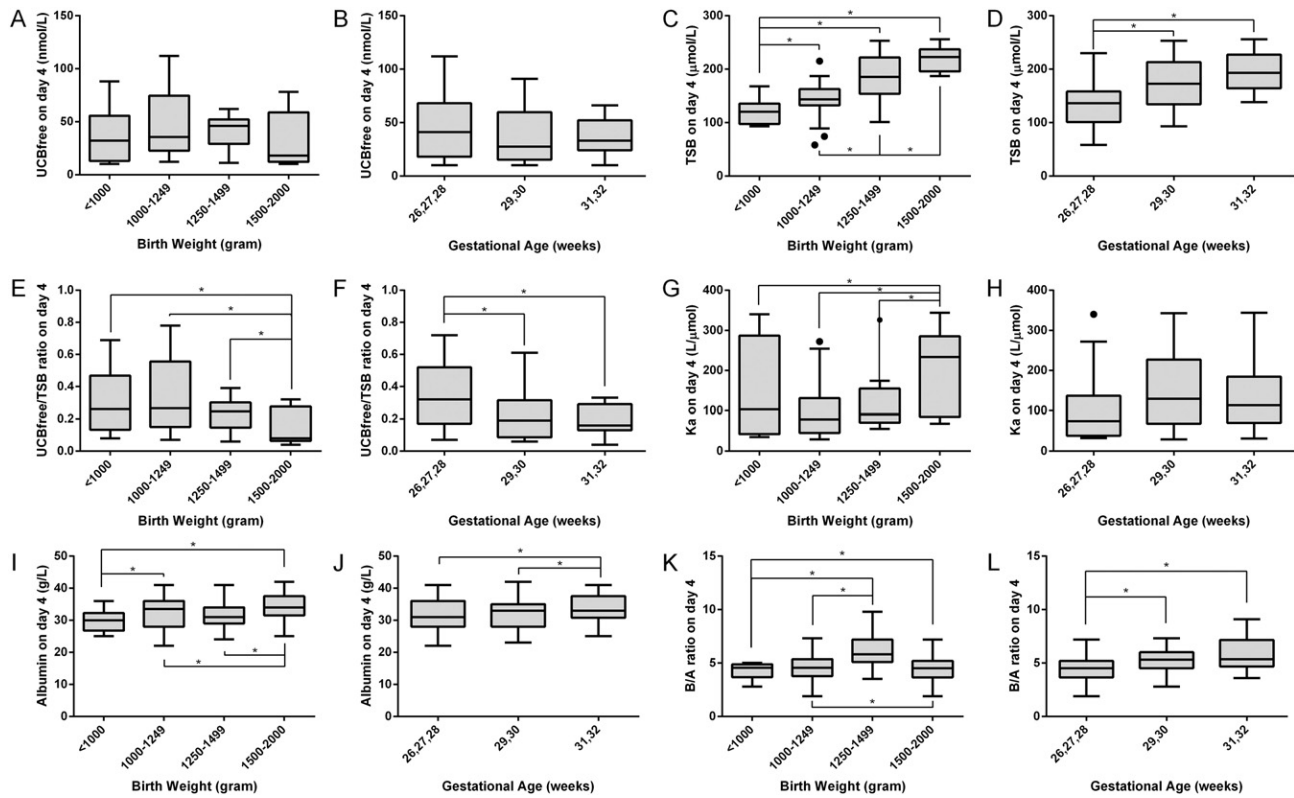 A
UCBfree on day 4 (nmol/L)
150
100
50
0
<1000
1000-1249
1250-1499
1500-2000
Birth Weight (gram)
B
UCBfree on day 4 (nmol/L)
150
100
50
0
26,27,28
29,30
31,32
Gestational Age (weeks)
C
TSB on day 4 (μmol/L)
300
200
100
0
* * * * *
<1000
1000-1249
1250-1499
1500-2000
Birth Weight (gram)
D
TSB on day 4 (μmol/L)
300
200
100
0
* *
26,27,28
29,30
31,32
Gestational Age (weeks)
E
UCBfree/TSB ratio on day 4
1.0
0.8
0.6
0.4
0.2
0.0
* * *
<1000
1000-1249
1250-1499
1500-2000
Birth Weight (gram)
F
UCBfree/TSB ratio on day 4
1.0
0.8
0.6
0.4
0.2
0.0
* *
26,27,28
29,30
31,32
Gestational Age (weeks)
G
Ka on day 4 (L/μmol)
400
300
200
100
0
* * *
<1000
1000-1249
1250-1499
1500-2000
Birth Weight (gram)
H
Ka on day 4 (L/μmol)
400
300
200
100
0
26,27,28
29,30
31,32
Gestational Age (weeks)
I
Albumin on day 4 (g/L)
50
40
30
20
10
0
* * * *
<1000
1000-1249
1250-1499
1500-2000
Birth Weight (gram)
J
Albumin on day 4 (g/L)
50
40
30
20
10
0
* *
26,27,28
29,30
31,32
Gestational Age (weeks)
K
B/A ratio on day 4
15
10
5
0
* * * *
<1000
1000-1249
1250-1499
1500-2000
Birth Weight (gram)
L
B/A ratio on day 4
15
10
5
0
* *
26,27,28
29,30
31,32
Gestational Age (weeks)